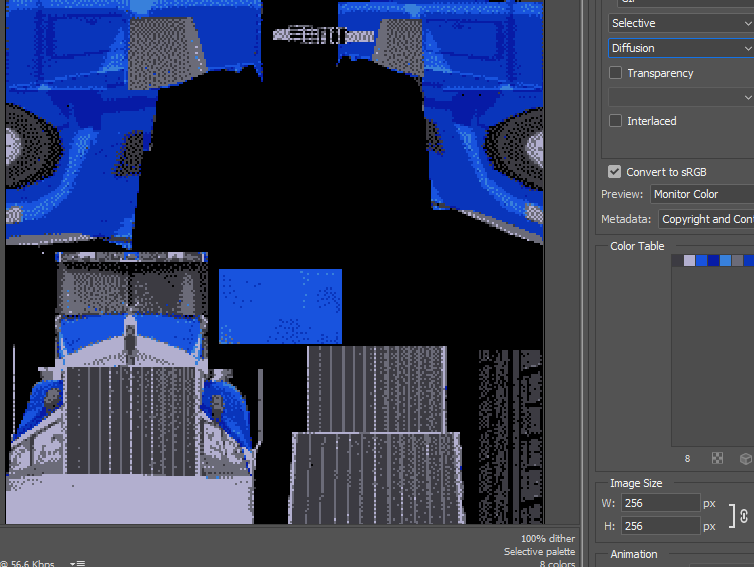 Selective
Diffusion
Transparency
Interlaced
Convert to sRGB
Preview: Monitor Color
Metadata: Copyright and Con
Color Table
8
Image Size
W: 256 px
H: 256 px
Animation
100% dither
Selective palette
8 colors
@ 56.6 Kbps